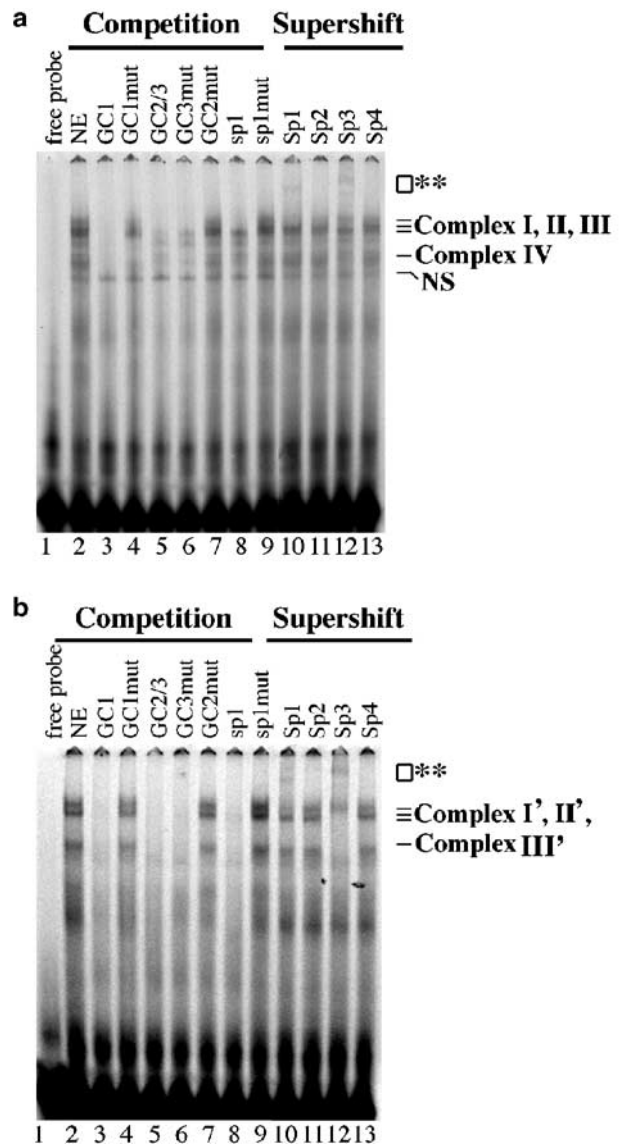 a
Competition Supershift
free probe NE GC1 GC1mut GC2/3 GC3mut GC2mut sp1 sp1mut Sp1 Sp2 Sp3 Sp4
**
Complex I, II, III
Complex IV
NS
1 2 3 4 5 6 7 8 9 10 11 12 13
b
Competition Supershift
free probe NE GC1 GC1mut GC2/3 GC3mut GC2mut sp1 sp1mut Sp1 Sp2 Sp3 Sp4
**
Complex I', II',
Complex III'
1 2 3 4 5 6 7 8 9 10 11 12 13